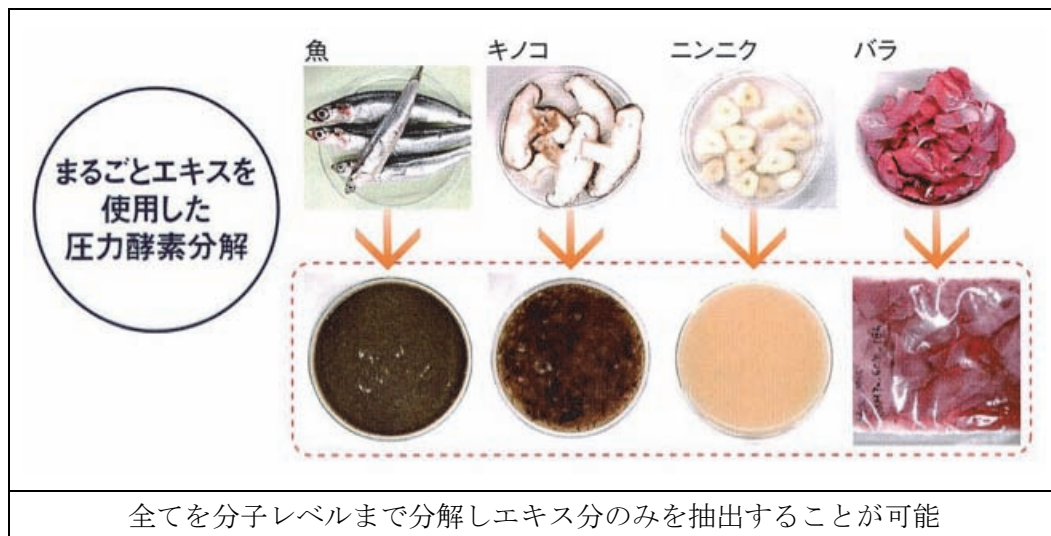 魚
キノコ
ニンニク
バラ
まるごとエキスを
使用した
圧力酵素分解
全てを分子レベルまで分解しエキス分のみを抽出することが可能